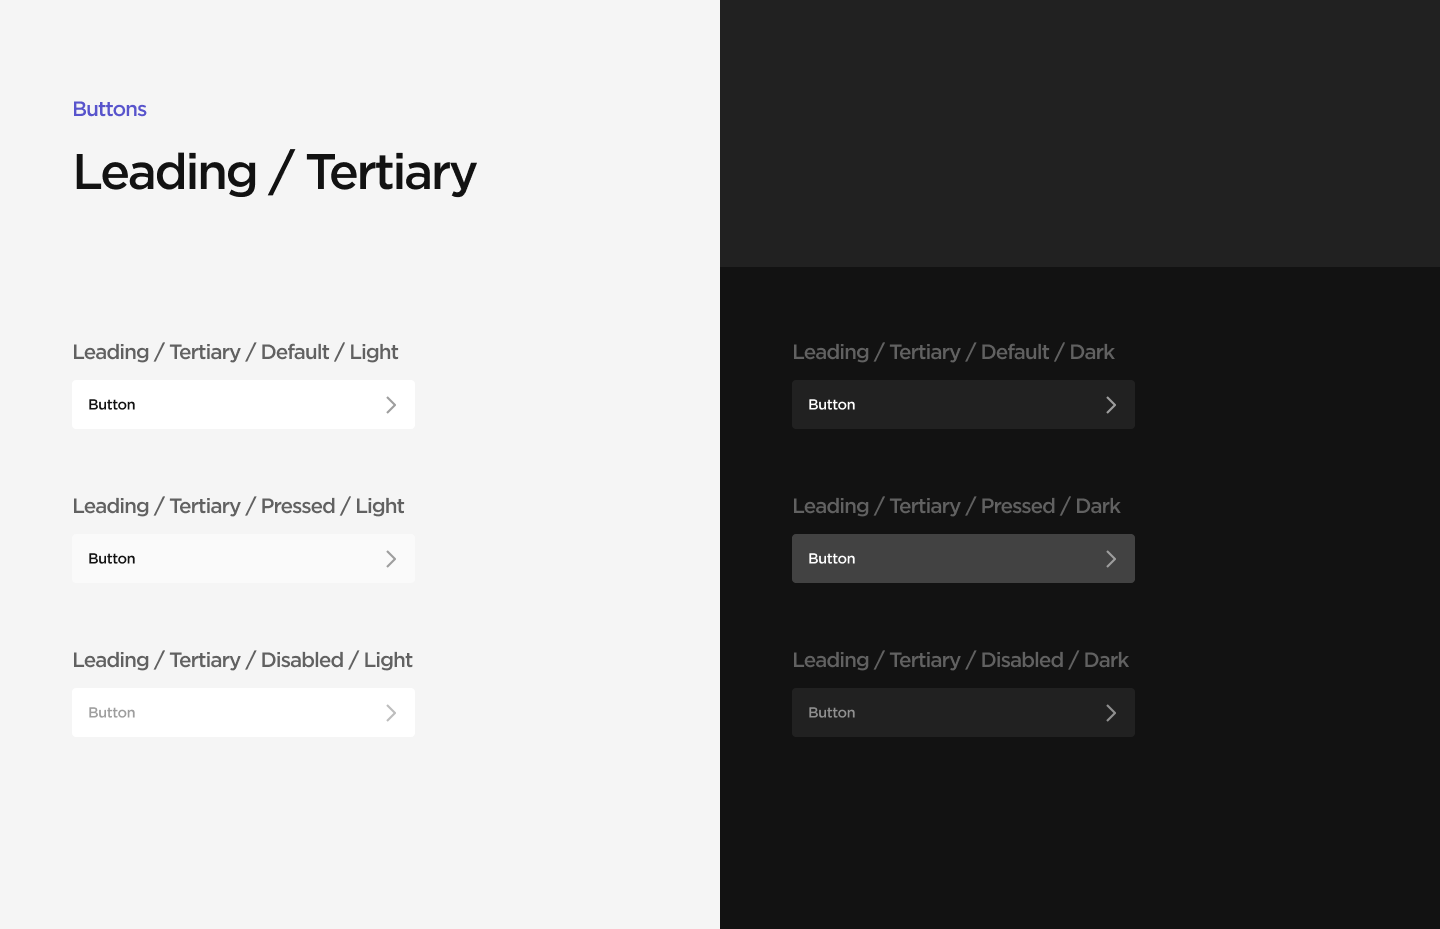 Buttons
Leading / Tertiary
Leading / Tertiary / Default / Light
Button
Leading / Tertiary / Pressed / Light
Button
Leading / Tertiary / Disabled / Light
Button
Leading / Tertiary / Default / Dark
Button
Leading / Tertiary / Pressed / Dark
Button
Leading / Tertiary / Disabled / Dark
Button